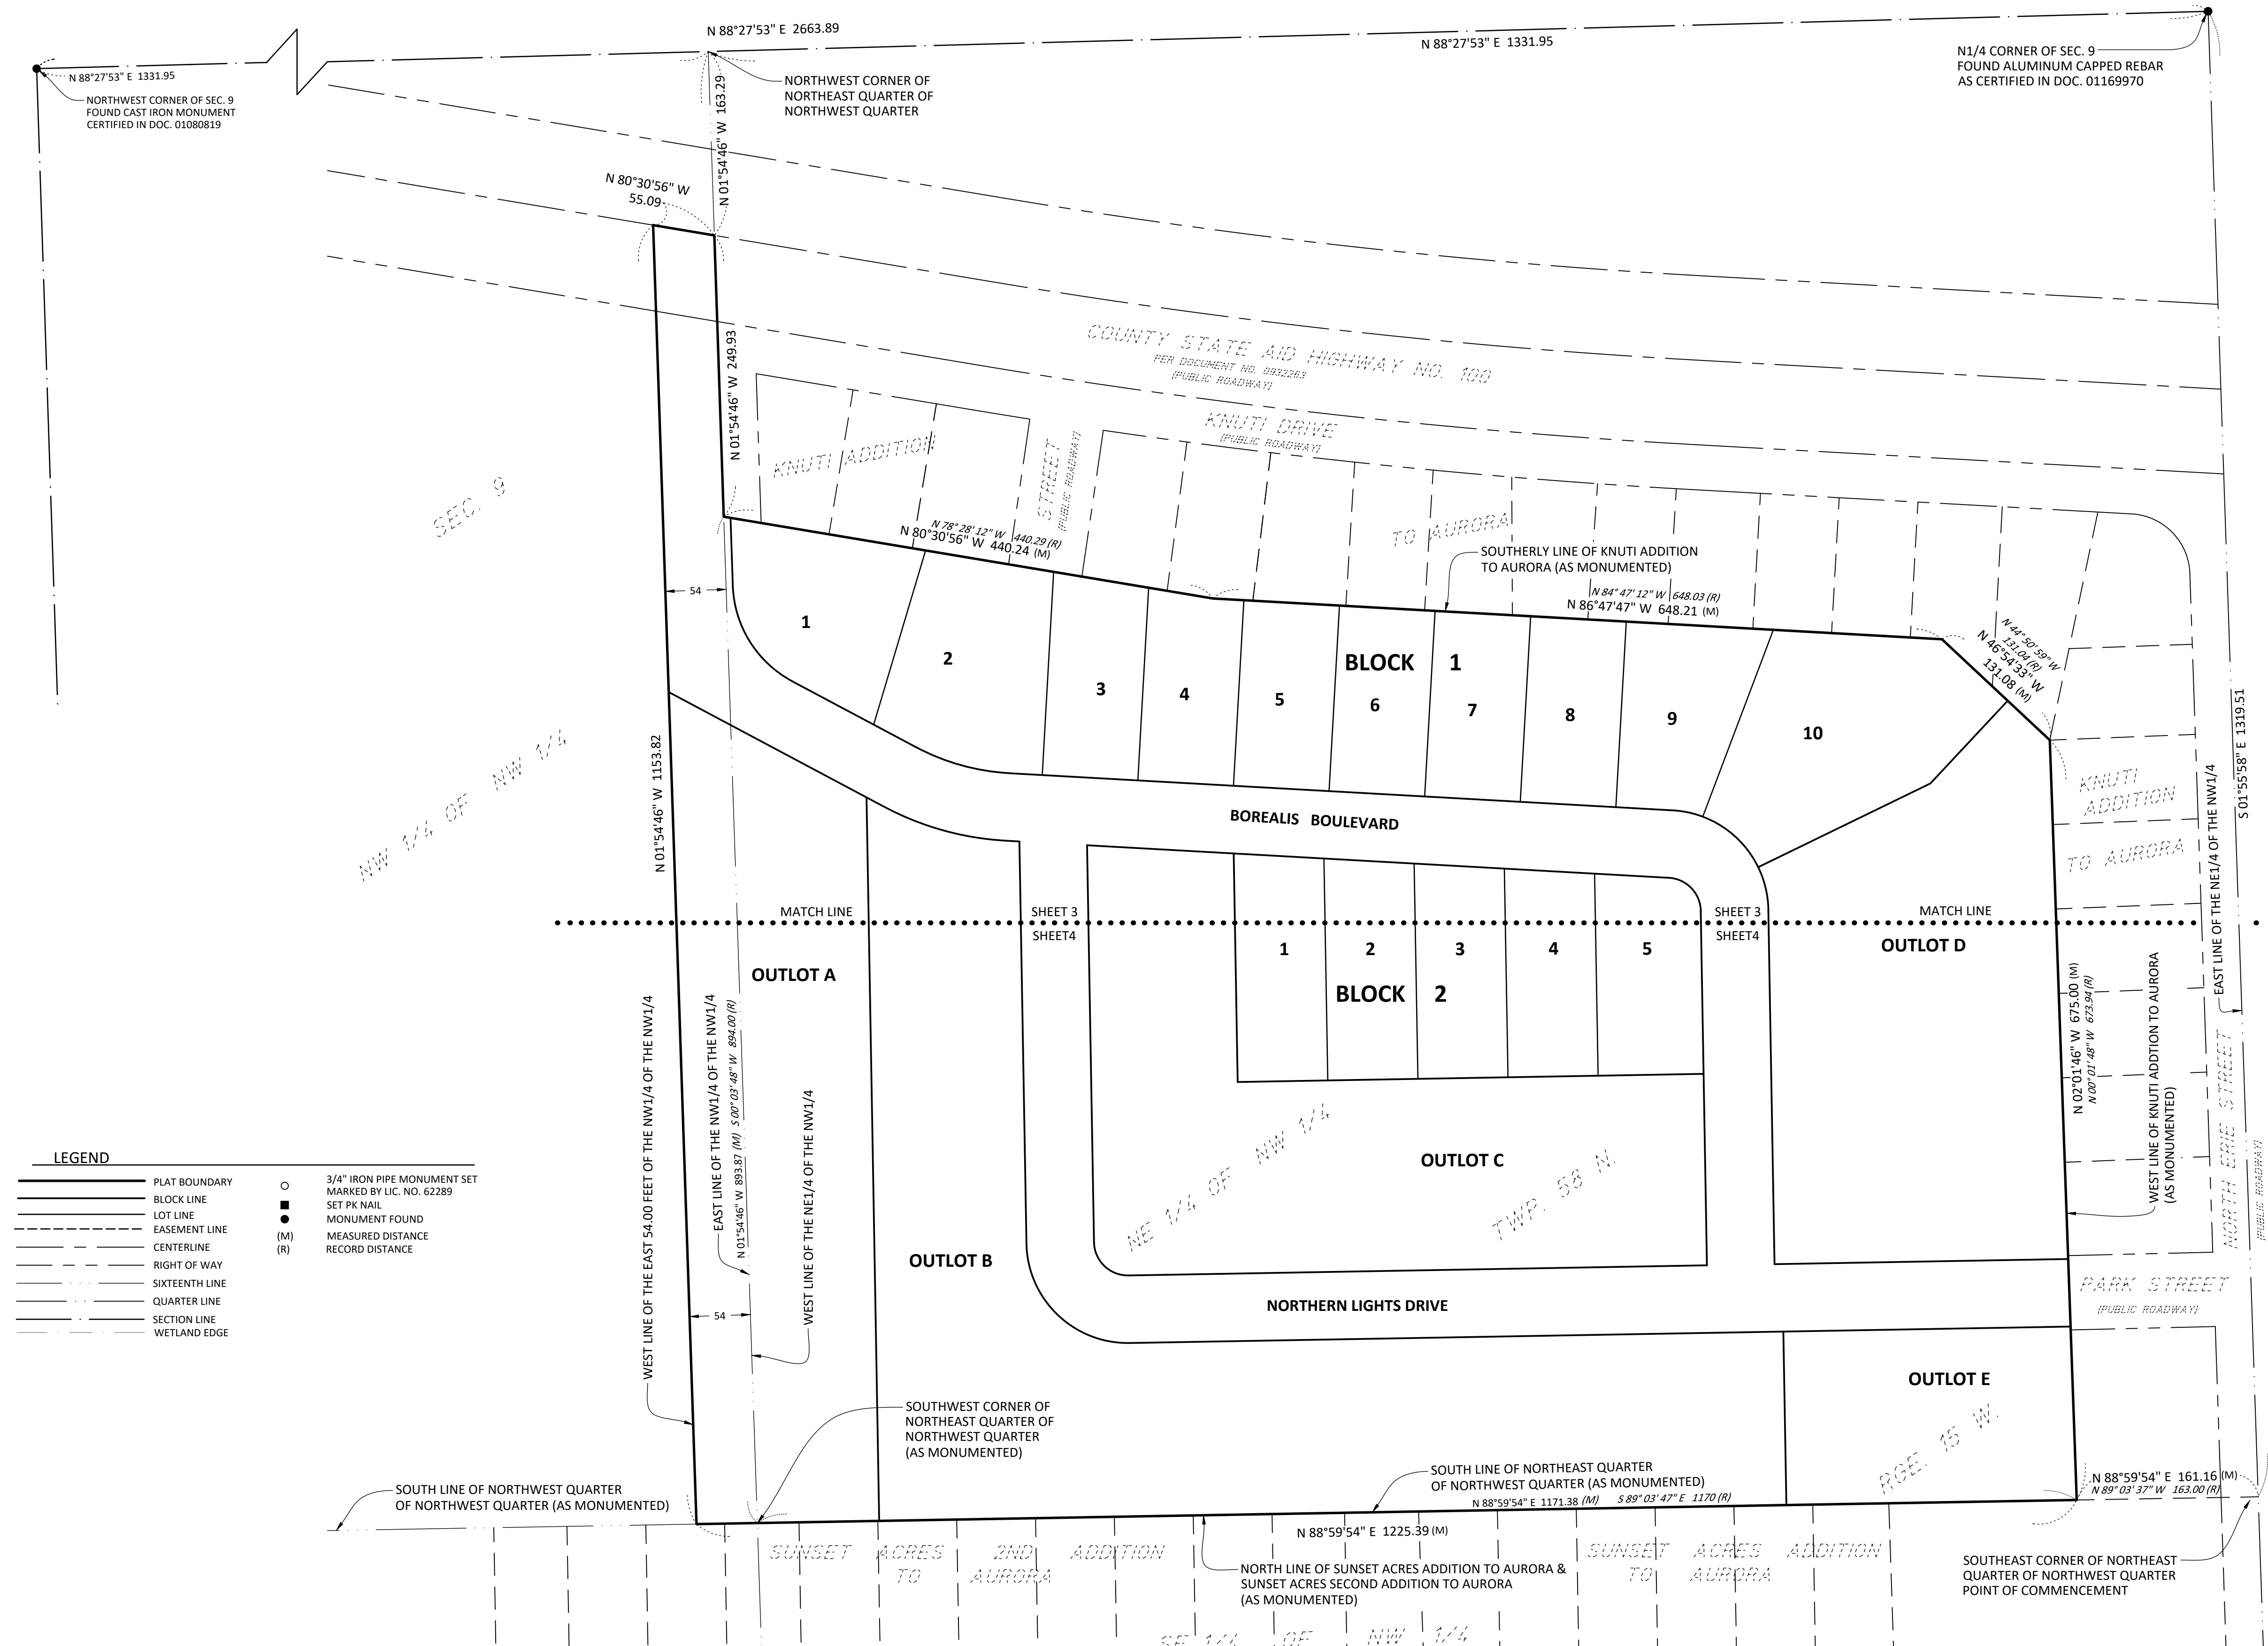 N 88°27'53" E 2663.89
N 88°27'53" E 1331.95
N 88°27'53" E 1331.95
NORTHWEST CORNER OF SEC. 9
FOUND CAST IRON MONUMENT
CERTIFIED IN DOC. 01080819
NORTHWEST CORNER OF
NORTHEAST QUARTER OF
NORTHWEST QUARTER
N1/4 CORNER OF SEC. 9
FOUND ALUMINUM CAPPED REBAR
AS CERTIFIED IN DOC. 01169970
N 01°54'46" W 163.29
N 80°30'56" W
55.09
N 01°54'46" W 249.93
COUNTY STATE AID HIGHWAY NO. 100
PER DOCUMENT NO. 0932263
(PUBLIC ROADWAY)
KNUTI DRIVE
(PUBLIC ROADWAY)
KNUTI ADDITION
STREET
(PUBLIC ROADWAY)
TO AURORA
SEC. 9
N 78°28'12" W 440.29 (R)
N 80°30'56" W 440.24 (M)
SOUTHERLY LINE OF KNUTI ADDITION
TO AURORA (AS MONUMENTED)
N 84°47'12" W 648.03 (R)
N 86°47'47" W 648.21 (M)
N 44°50'59" W
131.04 (R)
N 46°54'33" W
131.08 (M)
54
1
2
3
4
5
BLOCK 1
6
7
8
9
10
BOREALIS BOULEVARD
N 01°54'46" W 1153.82
NW 1/4 OF NW 1/4
KNUTI
ADDITION
TO AURORA
S 01°55'58" E 1319.51
EAST LINE OF THE NE1/4 OF THE NW1/4
MATCH LINE
SHEET 3
SHEET4
SHEET 3
SHEET4
MATCH LINE
OUTLOT A
1
2
3
4
5
BLOCK 2
OUTLOT D
N 02°01'46" W 675.00 (M)
N 00°01'48" W 673.94 (R)
WEST LINE OF KNUTI ADDTION TO AURORA
(AS MONUMENTED)
NORTH ERIE STREET
(PUBLIC ROADWAY)
WEST LINE OF THE EAST 54.00 FEET OF THE NW1/4 OF THE NW1/4
EAST LINE OF THE NW1/4 OF THE NW1/4
N 01°54'46" W 893.87 (M) S 00°03'48" W 894.00 (R)
WEST LINE OF THE NE1/4 OF THE NW1/4
NE 1/4 OF NW 1/4
OUTLOT C
TWP. 58 N.
OUTLOT B
NORTHERN LIGHTS DRIVE
54
PARK STREET
(PUBLIC ROADWAY)
OUTLOT E
RGE. 15 W.
LEGEND
PLAT BOUNDARY
BLOCK LINE
LOT LINE
EASEMENT LINE
CENTERLINE
RIGHT OF WAY
SIXTEENTH LINE
QUARTER LINE
SECTION LINE
WETLAND EDGE
3/4" IRON PIPE MONUMENT SET
MARKED BY LIC. NO. 62289
SET PK NAIL
MONUMENT FOUND
(M) MEASURED DISTANCE
(R) RECORD DISTANCE
SOUTHWEST CORNER OF
NORTHEAST QUARTER OF
NORTHWEST QUARTER
(AS MONUMENTED)
SOUTH LINE OF NORTHWEST QUARTER
OF NORTHWEST QUARTER (AS MONUMENTED)
SOUTH LINE OF NORTHEAST QUARTER
OF NORTHWEST QUARTER (AS MONUMENTED)
N 88°59'54" E 1171.38 (M) S 89°03'47" E 1170 (R)
N 88°59'54" E 1225.39 (M)
N 88°59'54" E 161.16 (M)
N 89°03'37" W 163.00 (R)
SUNSET ACRES 2ND ADDITION
TO AURORA
NORTH LINE OF SUNSET ACRES ADDITION TO AURORA &
SUNSET ACRES SECOND ADDITION TO AURORA
(AS MONUMENTED)
SUNSET ACRES ADDITION
TO AURORA
SOUTHEAST CORNER OF NORTHEAST
QUARTER OF NORTHWEST QUARTER
POINT OF COMMENCEMENT
SE 1/4 OF NW 1/4